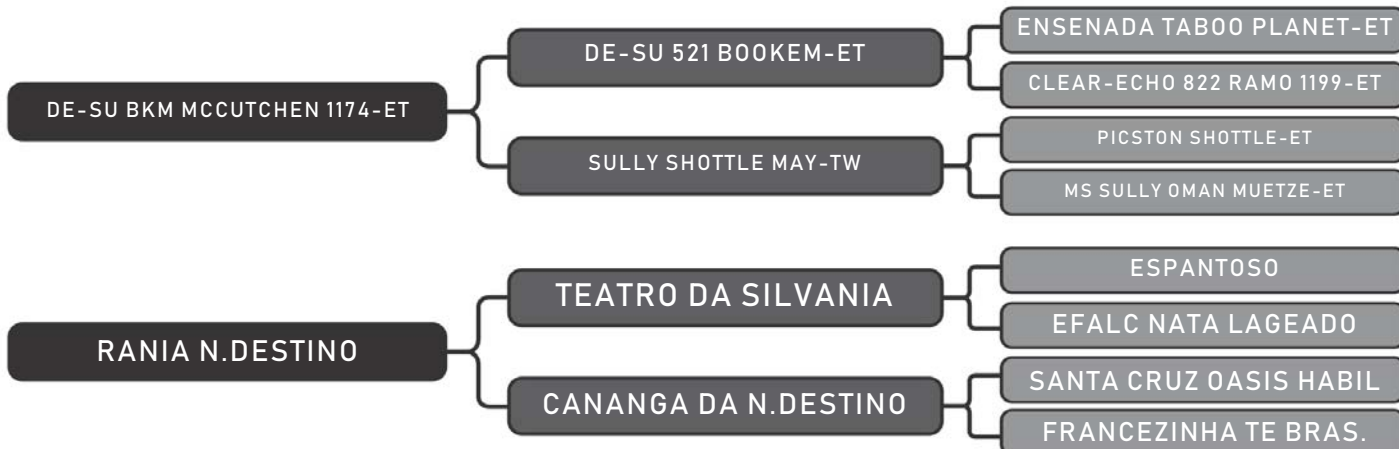 ENSENADA TABOO PLANET-ET
DE-SU 521 BOOKEM-ET
CLEAR-ECHO 822 RAMO 1199-ET
DE-SU BKM MCCUTCHEN 1174-ET
PICSTON SHOTTLE-ET
SULLY SHOTTLE MAY-TW
MS SULLY OMAN MUETZE-ET
ESPANTOSO
TEATRO DA SILVANIA
EFALC NATA LAGEADO
RANIA N.DESTINO
SANTA CRUZ OASIS HABIL
CANANGA DA N.DESTINO
FRANCEZINHA TE BRAS.